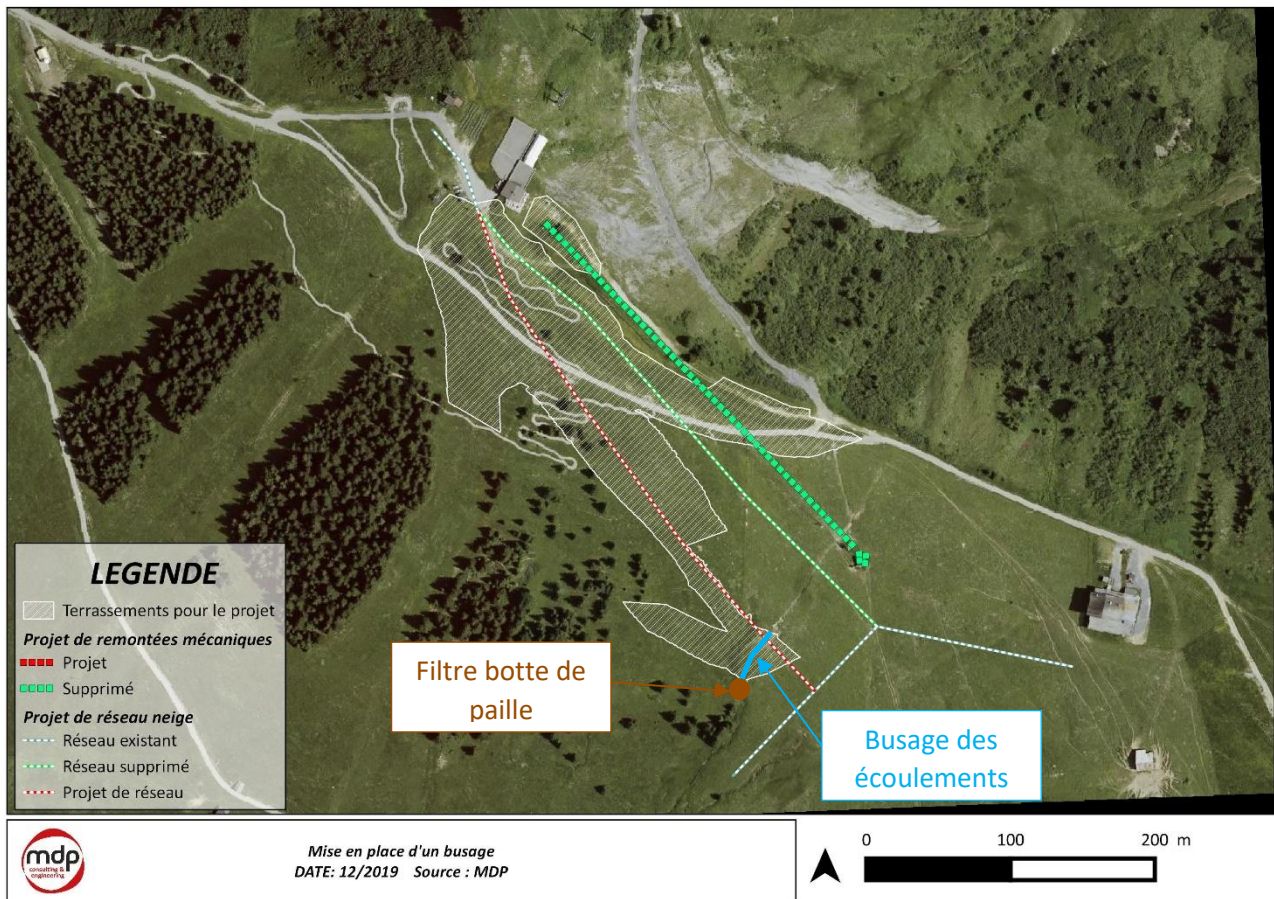 Filtre botte de
paille
Busage des
écoulements
LEGENDE
Terrassements pour le projet
Projet de remontées mécaniques
Projet
Supprimé
Projet de réseau neige
Réseau existant
Réseau supprimé
Projet de réseau
mdp
consulting &
engineering
Mise en place d'un busage
DATE: 12/2019 Source : MDP
0 100 200 m